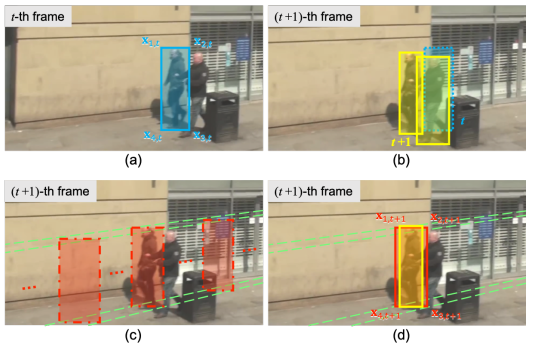 t-th frame
x₁,ₜ x₂,ₜ
x₄,ₜ x₃,ₜ
(a)
(t+1)-th frame
t
t+1
(b)
(t+1)-th frame
... ... ... ...
(c)
(t+1)-th frame
x₁,ₜ₊₁ x₂,ₜ₊₁
x₄,ₜ₊₁ x₃,ₜ₊₁
(d)